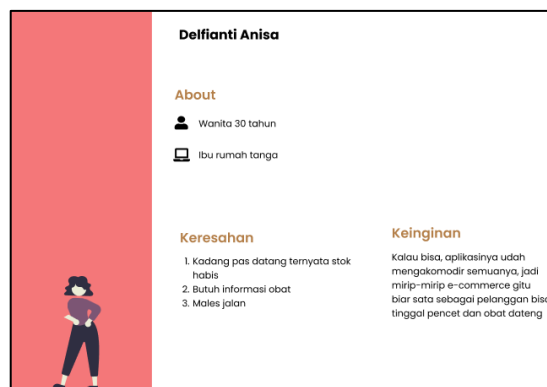 Delfianti Anisa
About
Wanita 30 tahun
Ibu rumah tanga
Keresahan
1. Kadang pas datang ternyata stok
habis
2. Butuh informasi obat
3. Males jalan
Keinginan
Kalau bisa, aplikasinya udah
mengakomodir semuanya, jadi
mirip-mirip e-commerce gitu
biar sata sebagai pelanggan bisa
tinggal pencet dan obat dateng